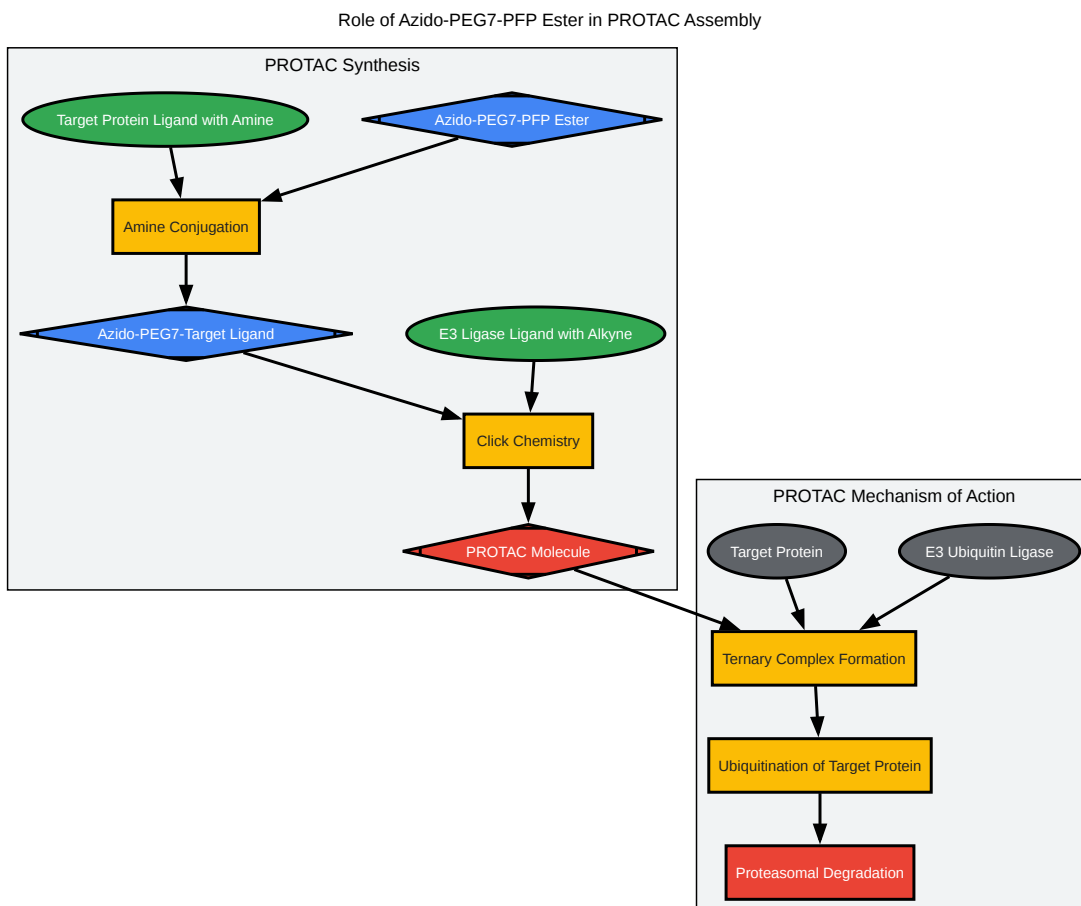 Role of Azido-PEG7-PFP Ester in PROTAC Assembly
PROTAC Synthesis
Target Protein Ligand with Amine
Azido-PEG7-PFP Ester
Amine Conjugation
Azido-PEG7-Target Ligand
E3 Ligase Ligand with Alkyne
Click Chemistry
PROTAC Molecule
PROTAC Mechanism of Action
Target Protein
E3 Ubiquitin Ligase
Ternary Complex Formation
Ubiquitination of Target Protein
Proteasomal Degradation